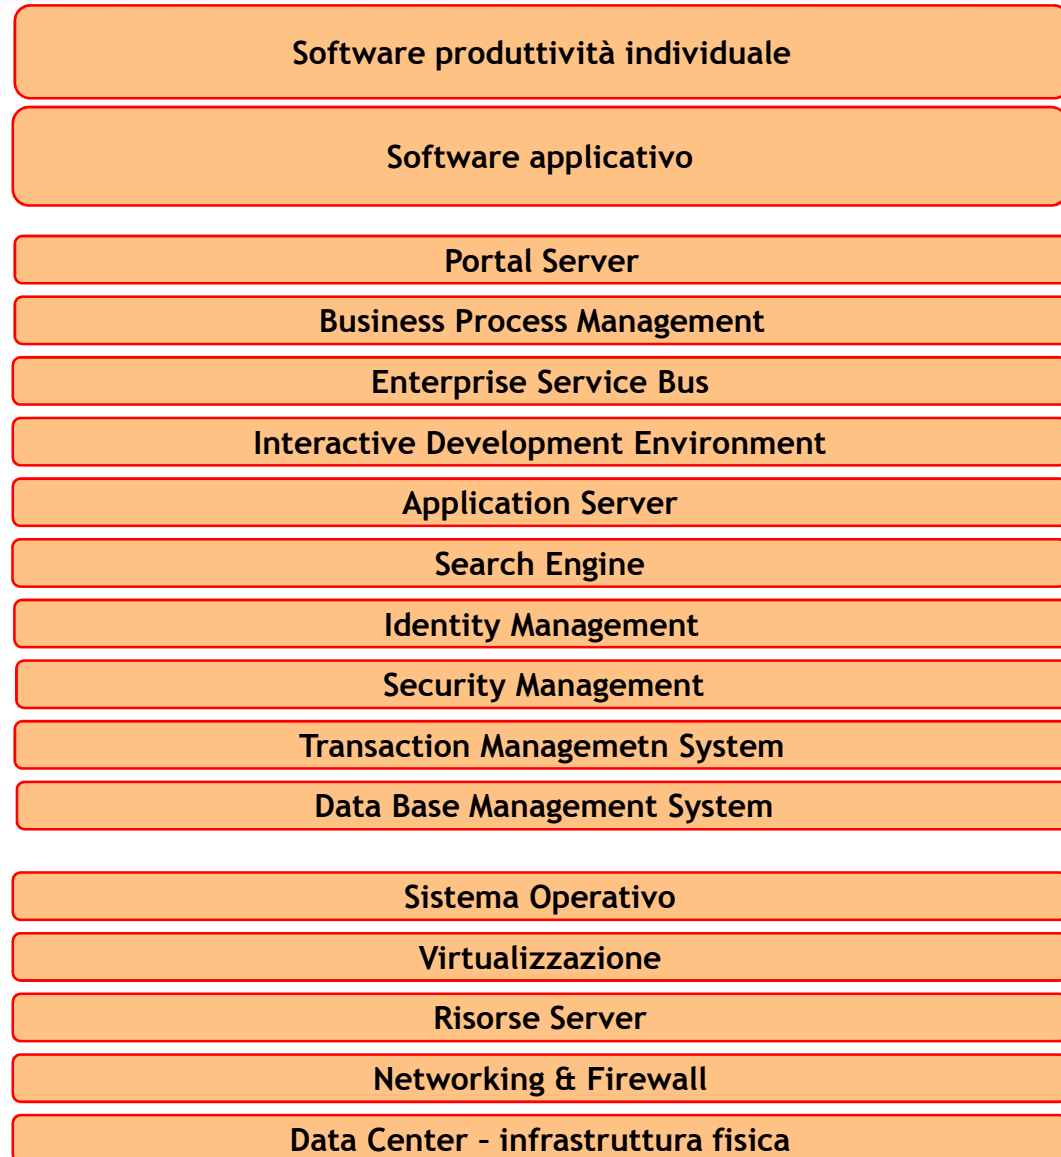 Software produttività individuale
Software applicativo
Portal Server
Business Process Management
Enterprise Service Bus
Interactive Development Environment
Application Server
Search Engine
Identity Management
Security Management
Transaction Managemetn System
Data Base Management System
Sistema Operativo
Virtualizzazione
Risorse Server
Networking & Firewall
Data Center – infrastruttura fisica